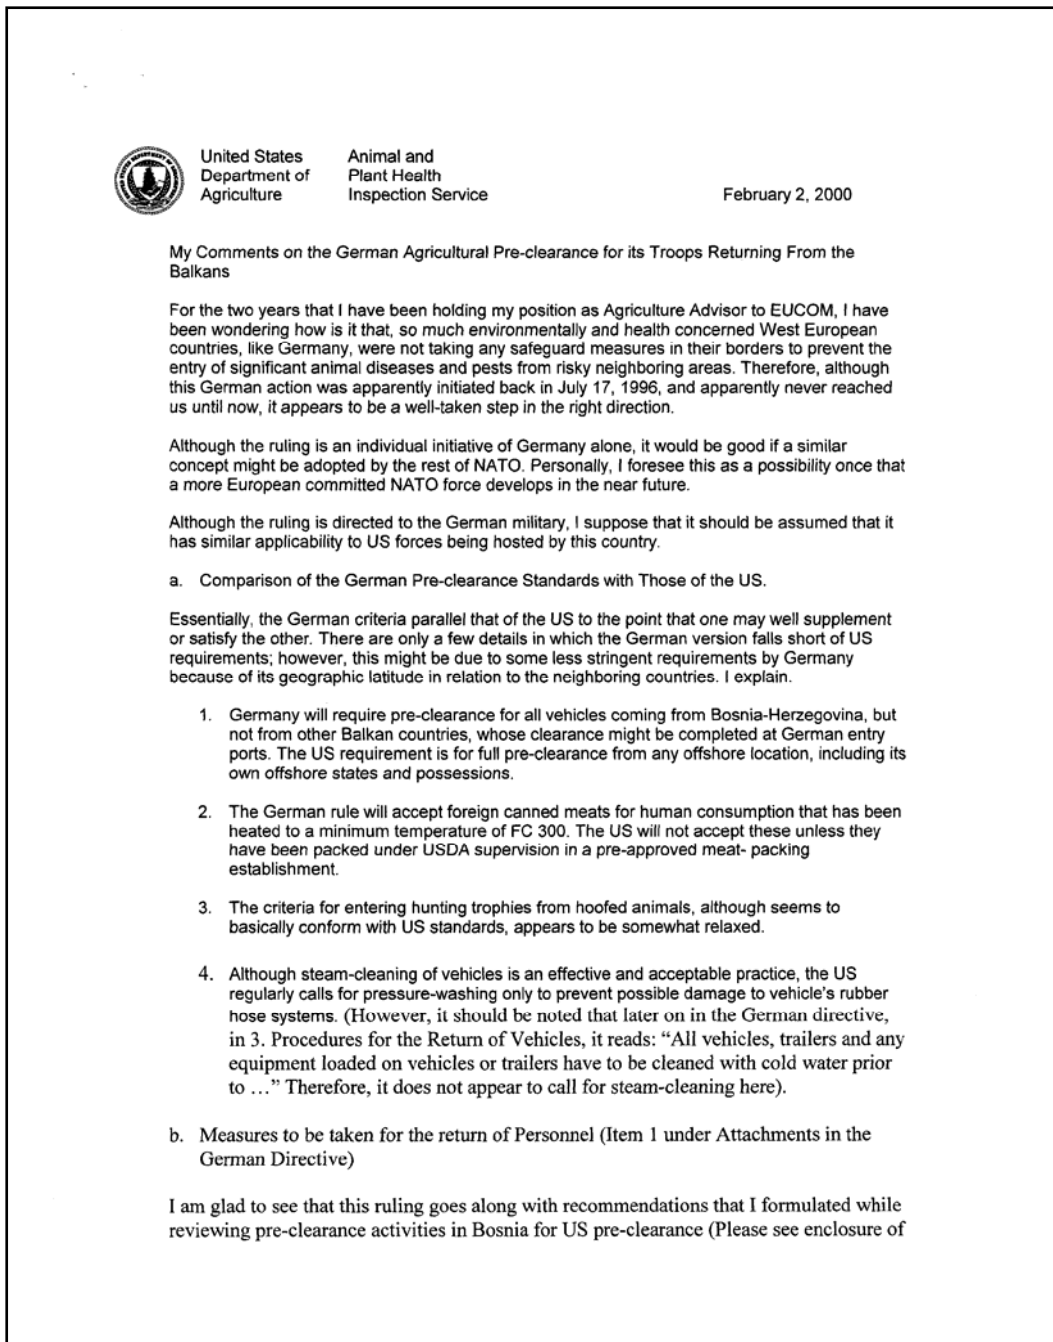 United States Department of Agriculture
Animal and Plant Health Inspection Service
February 2, 2000
My Comments on the German Agricultural Pre-clearance for its Troops Returning From the
Balkans
For the two years that I have been holding my position as Agriculture Advisor to EUCOM, I have
been wondering how is it that, so much environmentally and health concerned West European
countries, like Germany, were not taking any safeguard measures in their borders to prevent the
entry of significant animal diseases and pests from risky neighboring areas. Therefore, although
this German action was apparently initiated back in July 17, 1996, and apparently never reached
us until now, it appears to be a well-taken step in the right direction.
Although the ruling is an individual initiative of Germany alone, it would be good if a similar
concept might be adopted by the rest of NATO. Personally, I foresee this as a possibility once that
a more European committed NATO force develops in the near future.
Although the ruling is directed to the German military, I suppose that it should be assumed that it
has similar applicability to US forces being hosted by this country.
a. Comparison of the German Pre-clearance Standards with Those of the US.
Essentially, the German criteria parallel that of the US to the point that one may well supplement
or satisfy the other. There are only a few details in which the German version falls short of US
requirements; however, this might be due to some less stringent requirements by Germany
because of its geographic latitude in relation to the neighboring countries. I explain.
1. Germany will require pre-clearance for all vehicles coming from Bosnia-Herzegovina, but
not from other Balkan countries, whose clearance might be completed at German entry
ports. The US requirement is for full pre-clearance from any offshore location, including its
own offshore states and possessions.
2. The German rule will accept foreign canned meats for human consumption that has been
heated to a minimum temperature of FC 300. The US will not accept these unless they
have been packed under USDA supervision in a pre-approved meat- packing
establishment.
3. The criteria for entering hunting trophies from hoofed animals, although seems to
basically conform with US standards, appears to be somewhat relaxed.
4. Although steam-cleaning of vehicles is an effective and acceptable practice, the US
regularly calls for pressure-washing only to prevent possible damage to vehicle's rubber
hose systems. (However, it should be noted that later on in the German directive,
in 3. Procedures for the Return of Vehicles, it reads: “All vehicles, trailers and any
equipment loaded on vehicles or trailers have to be cleaned with cold water prior
to …” Therefore, it does not appear to call for steam-cleaning here).
b. Measures to be taken for the return of Personnel (Item 1 under Attachments in the
German Directive)
I am glad to see that this ruling goes along with recommendations that I formulated while
reviewing pre-clearance activities in Bosnia for US pre-clearance (Please see enclosure of